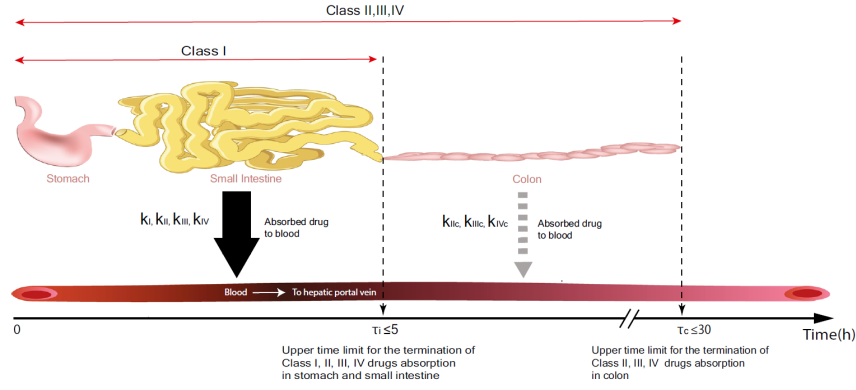 Class II,III,IV
Class I
Stomach
Small Intestine
Colon
kI, kII, kIII, kIV
Absorbed drug
to blood
kIIc, kIIIc, kIVc
Absorbed drug
to blood
Blood → To hepatic portal vein
0
τi ≤5
τc ≤30
Time(h)
Upper time limit for the termination of
Class I, II, III, IV drugs absorption
in stomach and small intestine
Upper time limit for the termination of
Class II, III, IV drugs absorption
in colon